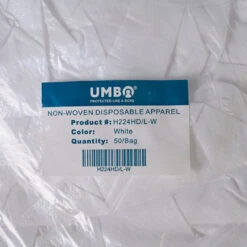 UMBO
PROTECTED LIKE A BOSS
NON-WOVEN DISPOSABLE APPAREL
Product #: H224HD/L-W
Color: White
Quantity: 50/Bag
H224HD/L-W